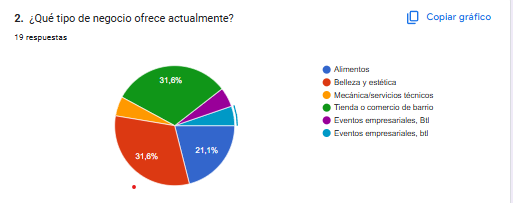 2. ¿Qué tipo de negocio ofrece actualmente?
Copiar gráfico
19 respuestas
Alimentos
Belleza y estética
Mecánica/servicios técnicos
Tienda o comercio de barrio
Eventos empresariales, Btl
Eventos empresariales, btl
31,6%
31,6%
21,1%